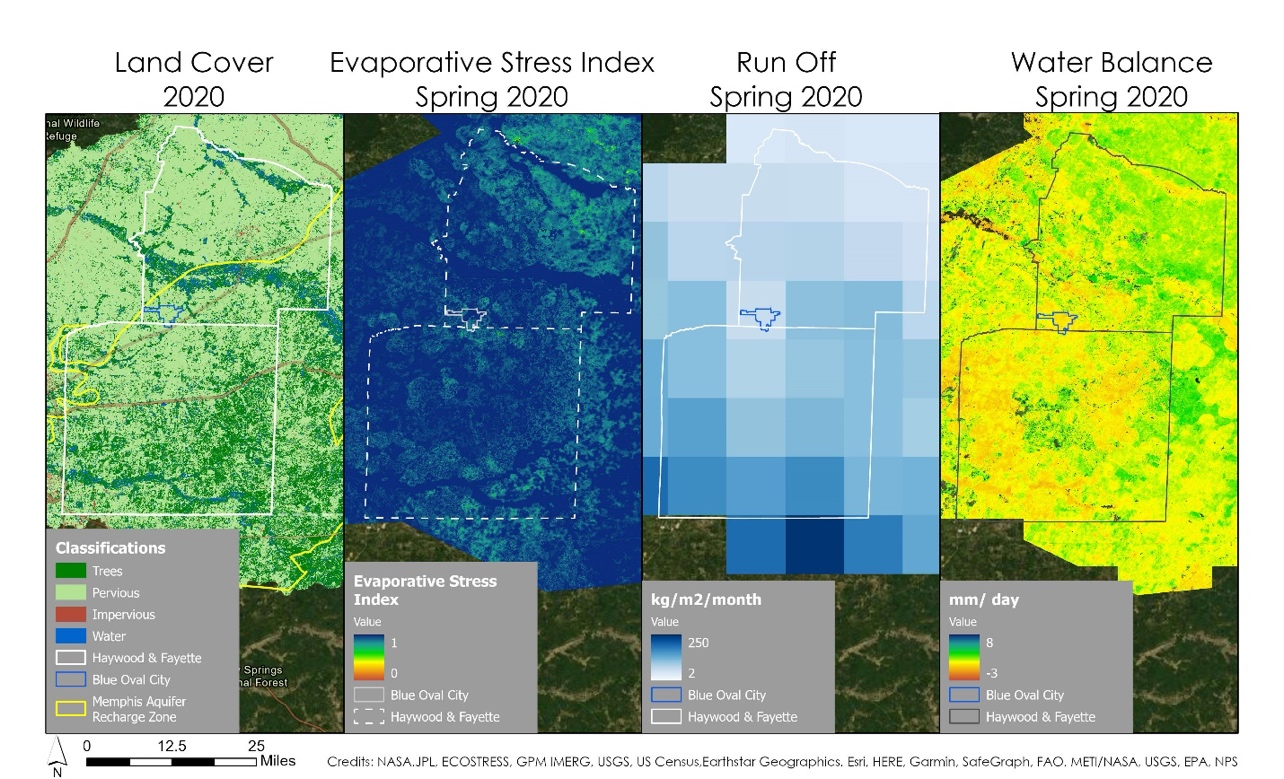 Land Cover
2020
Evaporative Stress Index
Spring 2020
Run Off
Spring 2020
Water Balance
Spring 2020
nal Wildlife
Refuge
Classifications
Trees
Pervious
Impervious
Water
Haywood & Fayette
Blue Oval City
Memphis Aquifer
Recharge Zone
Springs
nal Forest
Evaporative Stress
Index
Value
1
0
Blue Oval City
Haywood & Fayette
kg/m2/month
Value
250
2
Blue Oval City
Haywood & Fayette
mm/ day
Value
8
-3
Blue Oval City
Haywood & Fayette
N
0 12.5 25
Miles
Credits: NASA,JPL, ECOSTRESS, GPM IMERG, USGS, US Census,Earthstar Geographics, Esri, HERE, Garmin, SafeGraph, FAO, METI/NASA, USGS, EPA, NPS